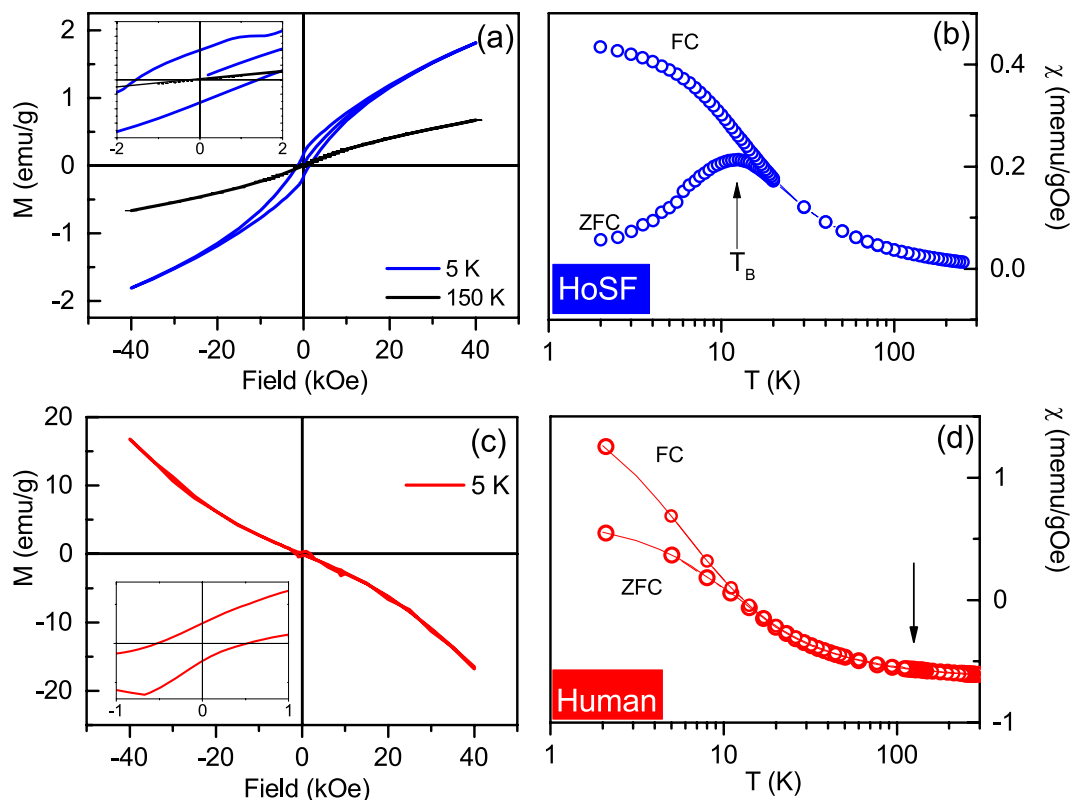 2
1
0
-1
-2
M (emu/g)
-2 0 2
(a)
5 K
150 K
-40 -20 0 20 40
Field (kOe)
(b)
FC
ZFC
T_B
HoSF
0.4
0.2
0.0
χ (memu/gOe)
1 10 100
T (K)
20
10
0
-10
-20
M (emu/g)
(c)
5 K
-1 0 1
-40 -20 0 20 40
Field (kOe)
(d)
FC
ZFC
Human
1
0
-1
χ (memu/gOe)
1 10 100
T (K)